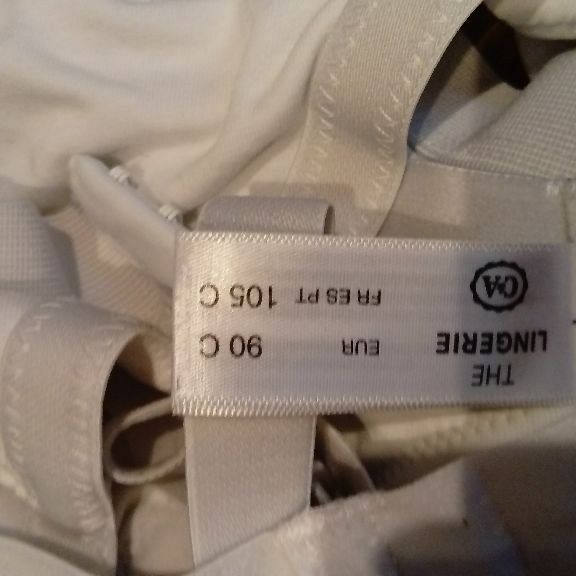 THE
LINGERIE
C&A
EUR 90 C
FR ES PT 105 C